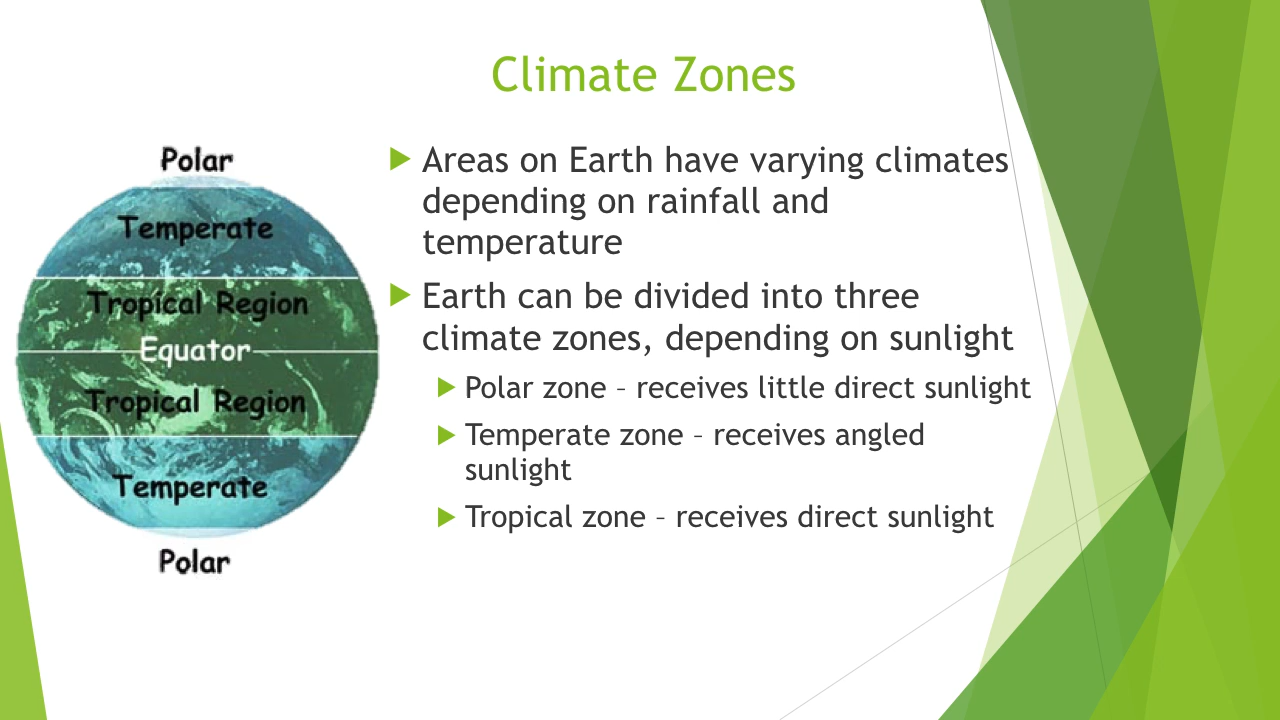 Climate Zones
Polar
Temperate
Tropical Region
Equator
Tropical Region
Temperate
Polar
Areas on Earth have varying climates
depending on rainfall and
temperature
Earth can be divided into three
climate zones, depending on sunlight
Polar zone – receives little direct sunlight
Temperate zone – receives angled
sunlight
Tropical zone – receives direct sunlight